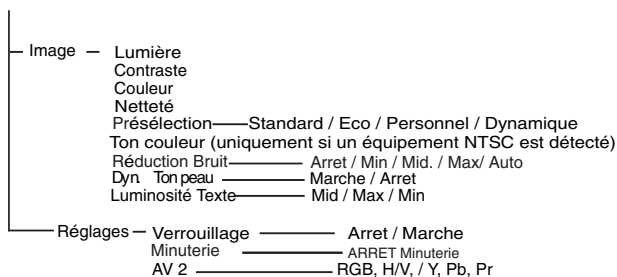 Image — Lumière
Contraste
Couleur
Netteté
Présélection — Standard / Eco / Personnel / Dynamique
Ton couleur (uniquement si un équipement NTSC est détecté)
Réduction Bruit — Arret / Min / Mid. / Max/ Auto
Dyn. Ton peau — Marche / Arret
Luminosité Texte — Mid / Max / Min
Réglages — Verrouillage — Arret / Marche
Minuterie — ARRET Minuterie
AV 2 — RGB, H/V, / Y, Pb, Pr